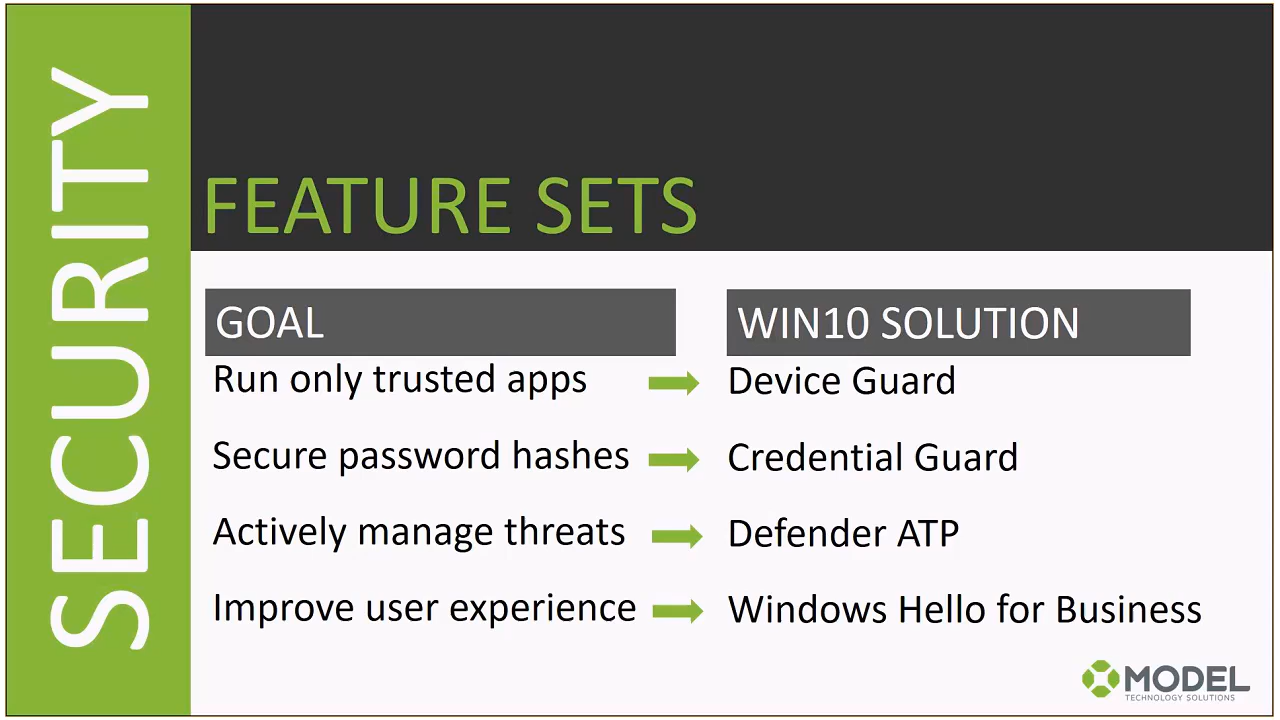 SECURITY
FEATURE SETS
GOAL
WIN10 SOLUTION
Run only trusted apps
Device Guard
Secure password hashes
Credential Guard
Actively manage threats
Defender ATP
Improve user experience
Windows Hello for Business
MODEL
TECHNOLOGY SOLUTIONS